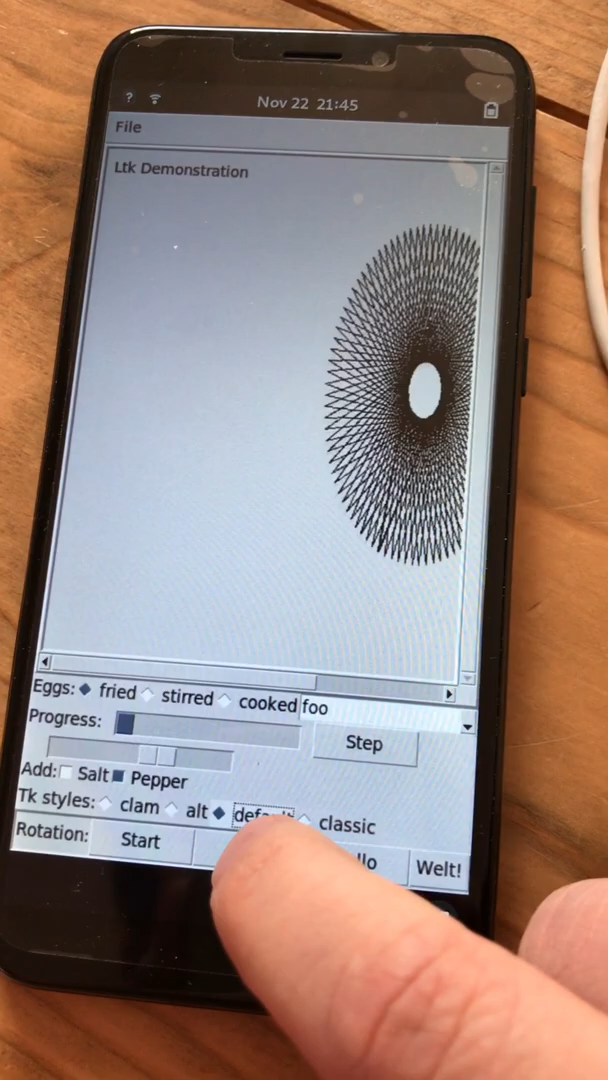 ? Nov 22 21:45
File
Ltk Demonstration
Eggs: fried stirred cooked foo
Progress: Step
Add: Salt Pepper
Tk styles: clam alt classic
Rotation: Start Welt!